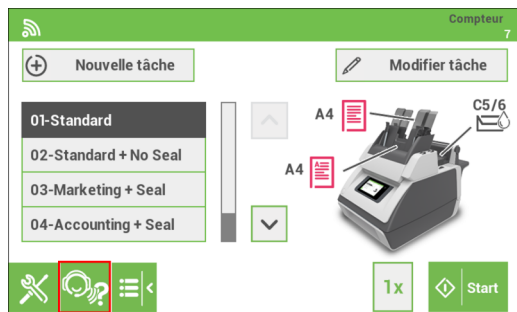 Compteur
7
Nouvelle tâche
Modifier tâche
01-Standard
02-Standard + No Seal
03-Marketing + Seal
04-Accounting + Seal
A4
C5/6
A4
?
1x
Start